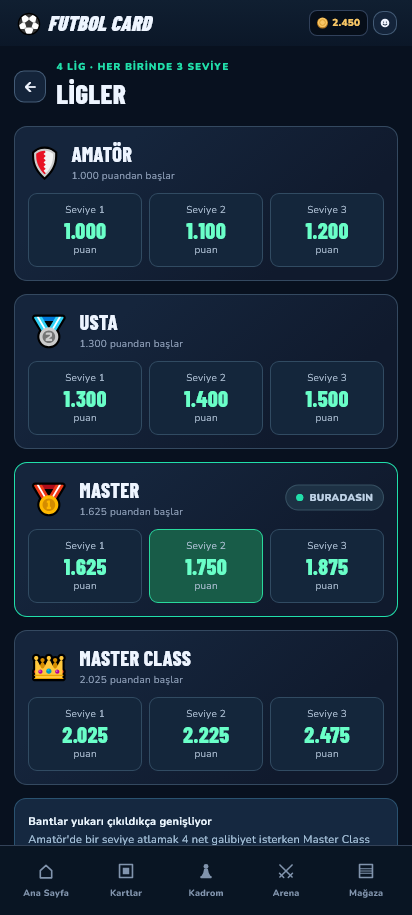 FUTBOL CARD
2.450
4 LİG · HER BİRİNDE 3 SEVİYE
LİGLER
AMATÖR
1.000 puandan başlar
Seviye 1 Seviye 2 Seviye 3
1.000 1.100 1.200
puan puan puan
USTA
1.300 puandan başlar
Seviye 1 Seviye 2 Seviye 3
1.300 1.400 1.500
puan puan puan
MASTER
BURADASIN
1.625 puandan başlar
Seviye 1 Seviye 2 Seviye 3
1.625 1.750 1.875
puan puan puan
MASTER CLASS
2.025 puandan başlar
Seviye 1 Seviye 2 Seviye 3
2.025 2.225 2.475
puan puan puan
Bantlar yukarı çıkıldıkça genişliyor
Amatör'de bir seviye atlamak 4 net galibiyet isterken Master Class
Ana Sayfa Kartlar Kadrom Arena Mağaza